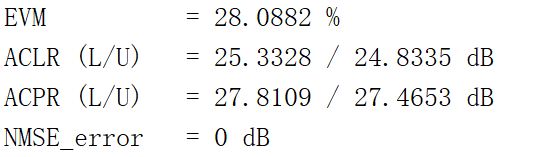 EVM = 28.0882 %
ACLR (L/U) = 25.3328 / 24.8335 dB
ACPR (L/U) = 27.8109 / 27.4653 dB
NMSE_error = 0 dB